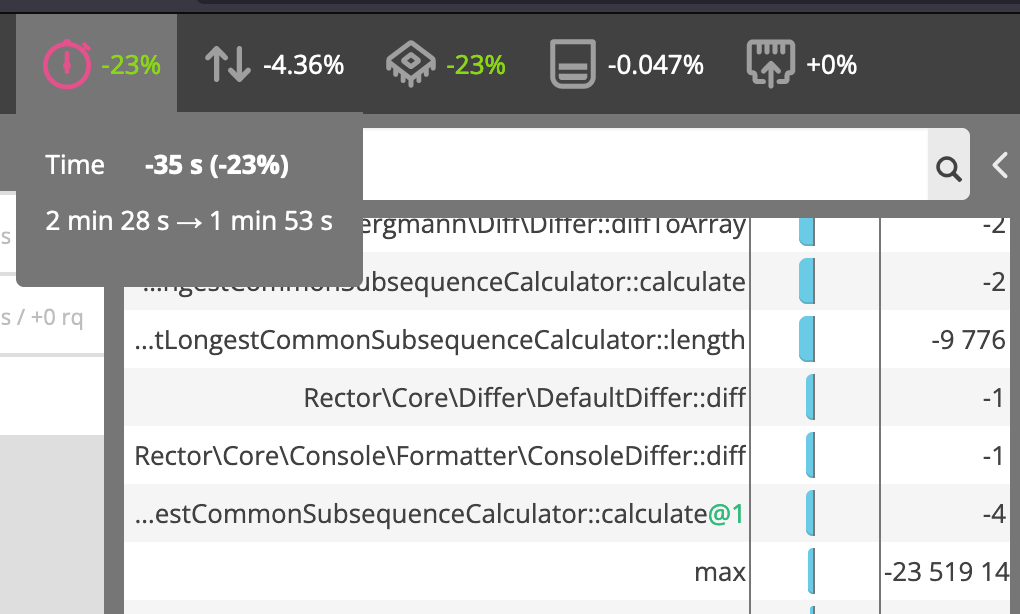 -23% -4.36% -23% -0.047% +0%
Time -35 s (-23%)
2 min 28 s → 1 min 53 s
s
s / +0 rq
ergmann\Diff\Differ::diffToArray -2
...ngestCommonSubsequenceCalculator::calculate -2
...tLongestCommonSubsequenceCalculator::length -9 776
Rector\Core\Differ\DefaultDiffer::diff -1
Rector\Core\Console\Formatter\ConsoleDiffer::diff -1
...estCommonSubsequenceCalculator::calculate@1 -4
max -23 519 14